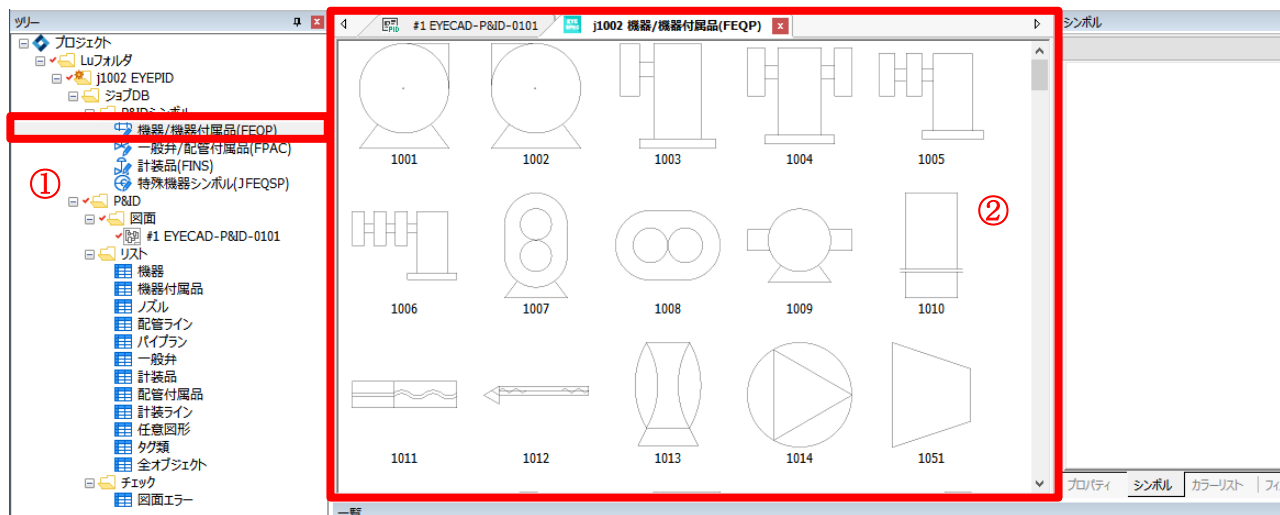 ツリー
プロジェクト
Luフォルダ
j1002 EYEPID
ジョブDB
P&IDシンボル
機器/機器付属品(FEQP)
一般弁/配管付属品(FPAC)
計装品(FINS)
特殊機器シンボル(JFEQSP)
①
P&ID
図面
#1 EYECAD-P&ID-0101
リスト
機器
機器付属品
ノズル
配管ライン
パイプラン
一般弁
計装品
配管付属品
計装ライン
任意図形
タグ類
全オブジェクト
チェック
図面エラー
#1 EYECAD-P&ID-0101
j1002 機器/機器付属品(FEQP)
1001 1002 1003 1004 1005
②
1006 1007 1008 1009 1010
1011 1012 1013 1014 1051
一覧
シンボル
プロパティ シンボル カラーリスト